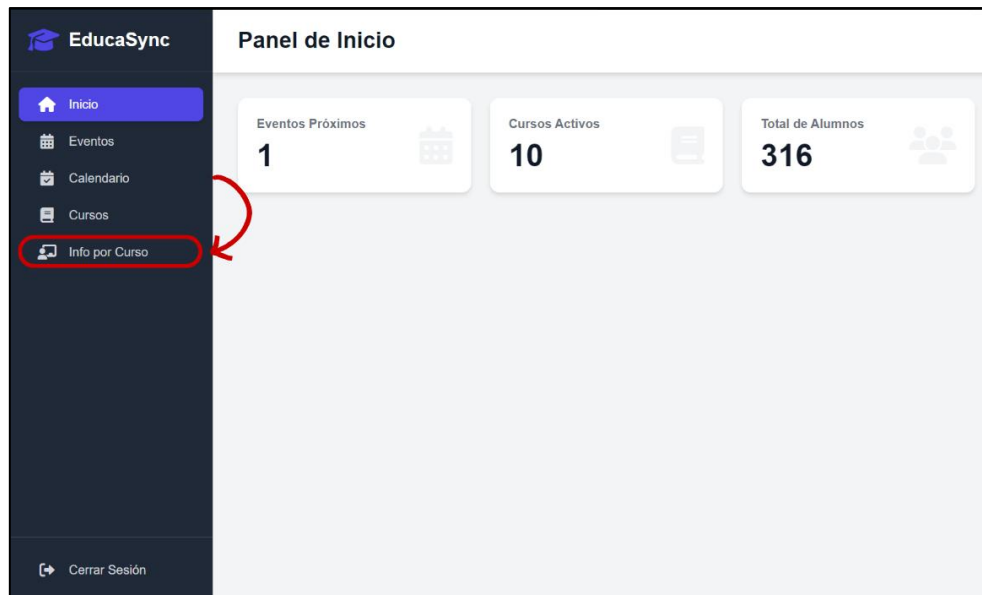 EducaSync
Panel de Inicio
Inicio
Eventos
Calendario
Cursos
Info por Curso
Cerrar Sesión
Eventos Próximos
1
Cursos Activos
10
Total de Alumnos
316